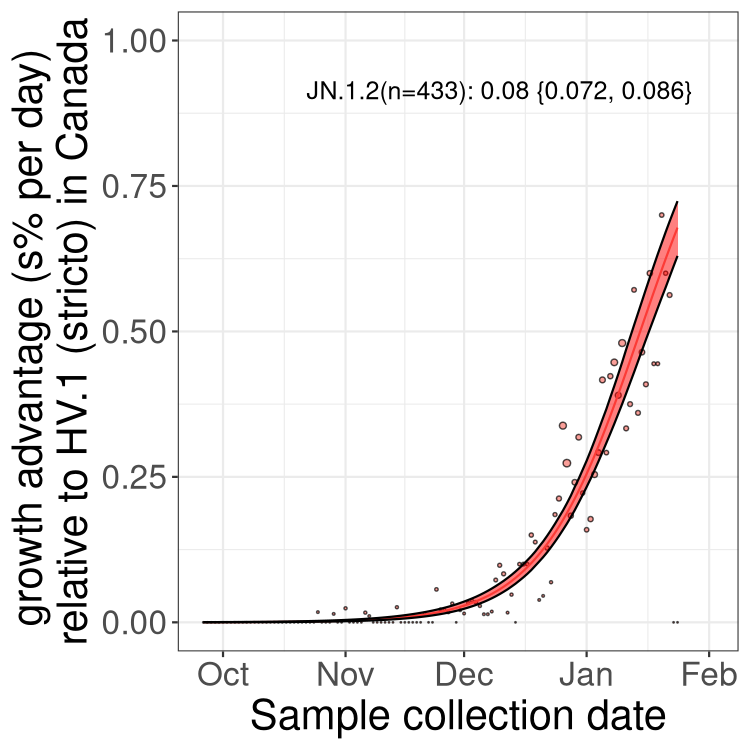 growth advantage (s% per day)
relative to HV.1 (stricto) in Canada
1.00
0.75
0.50
0.25
0.00
JN.1.2(n=433): 0.08 {0.072, 0.086}
Oct Nov Dec Jan Feb
Sample collection date